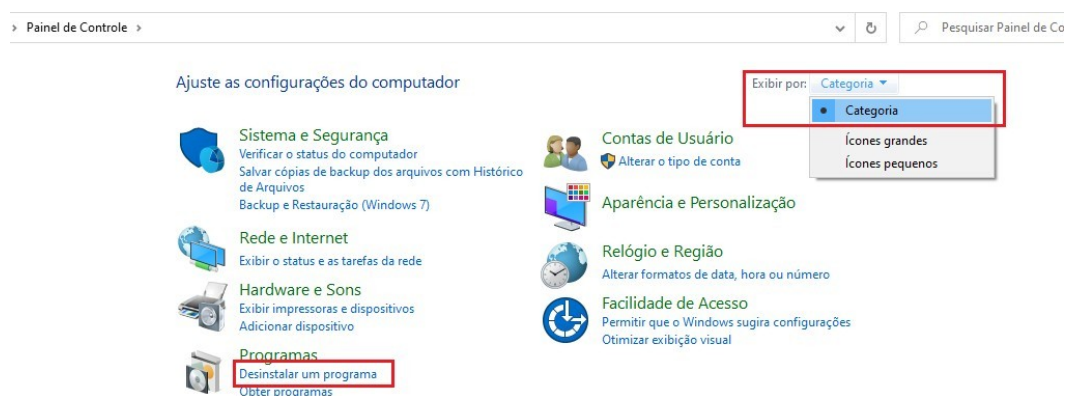 Painel de Controle
Pesquisar Painel de Co
Ajuste as configurações do computador
Exibir por: Categoria
Categoria
Ícones grandes
Ícones pequenos
Sistema e Segurança
Verificar o status do computador
Salvar cópias de backup dos arquivos com Histórico
de Arquivos
Backup e Restauração (Windows 7)
Rede e Internet
Exibir o status e as tarefas da rede
Hardware e Sons
Exibir impressoras e dispositivos
Adicionar dispositivo
Programas
Desinstalar um programa
Obter programas
Contas de Usuário
Alterar o tipo de conta
Aparência e Personalização
Relógio e Região
Alterar formatos de data, hora ou número
Facilidade de Acesso
Permitir que o Windows sugira configurações
Otimizar exibição visual